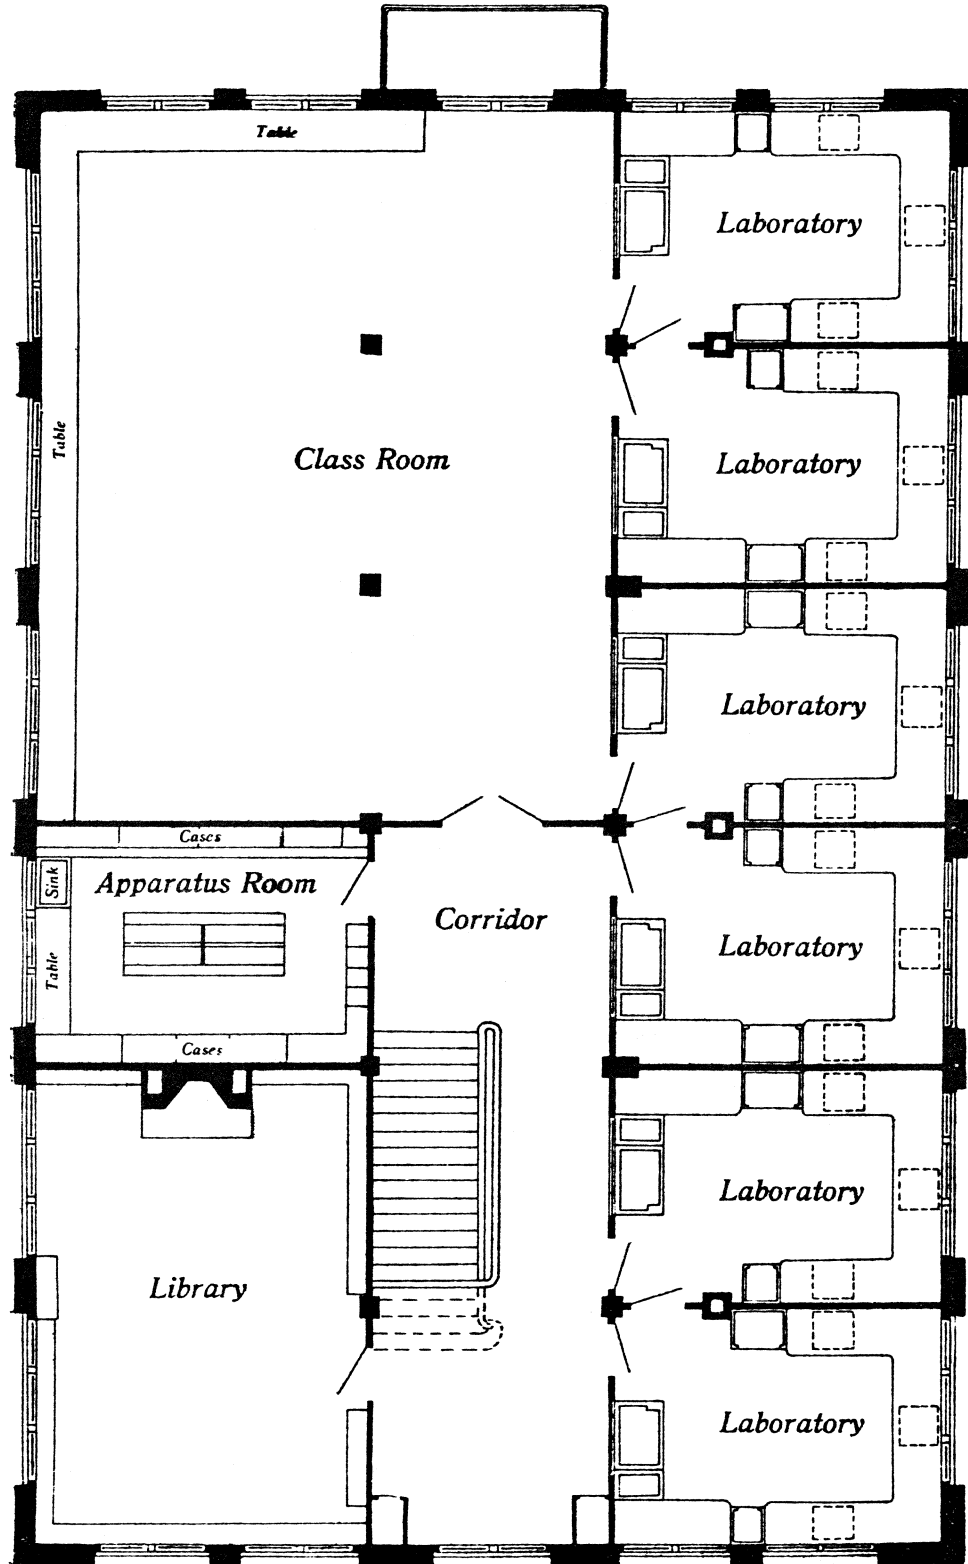 Table
Laboratory
Table
Class Room
Laboratory
Laboratory
Cases
Sink
Apparatus Room
Corridor
Table
Laboratory
Cases
Laboratory
Library
Laboratory